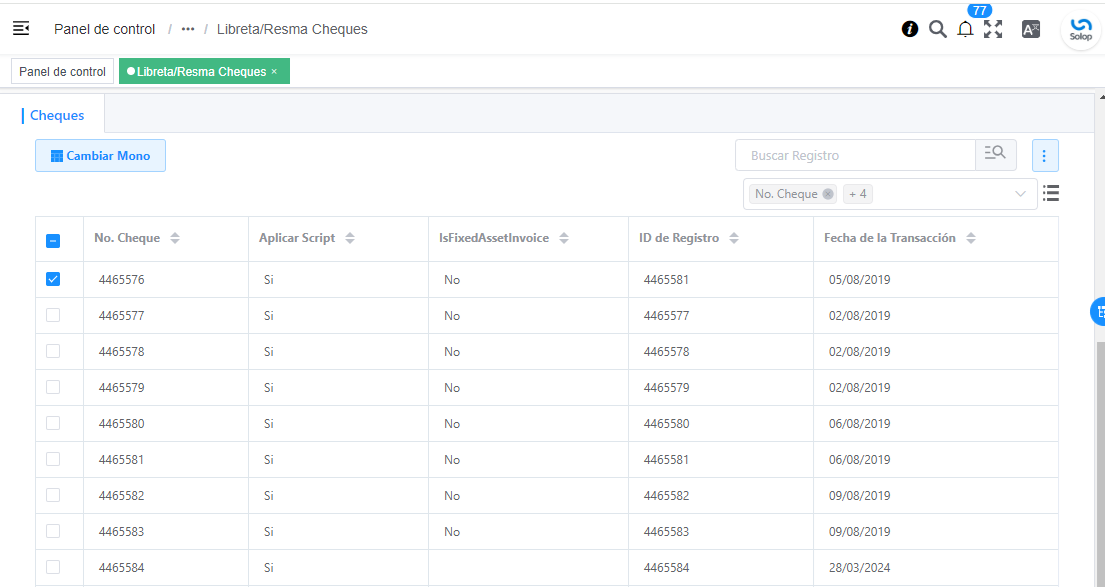 Panel de control / ••• / Libreta/Resma Cheques
77
Solop
Panel de control
Libreta/Resma Cheques ×
Cheques
Cambiar Mono
Buscar Registro
No. Cheque + 4
No. Cheque Aplicar Script IsFixedAssetInvoice ID de Registro Fecha de la Transacción
4465576 Si No 4465581 05/08/2019
4465577 Si No 4465577 02/08/2019
4465578 Si No 4465578 02/08/2019
4465579 Si No 4465579 02/08/2019
4465580 Si No 4465580 06/08/2019
4465581 Si No 4465581 06/08/2019
4465582 Si No 4465582 09/08/2019
4465583 Si No 4465583 09/08/2019
4465584 Si 4465584 28/03/2024